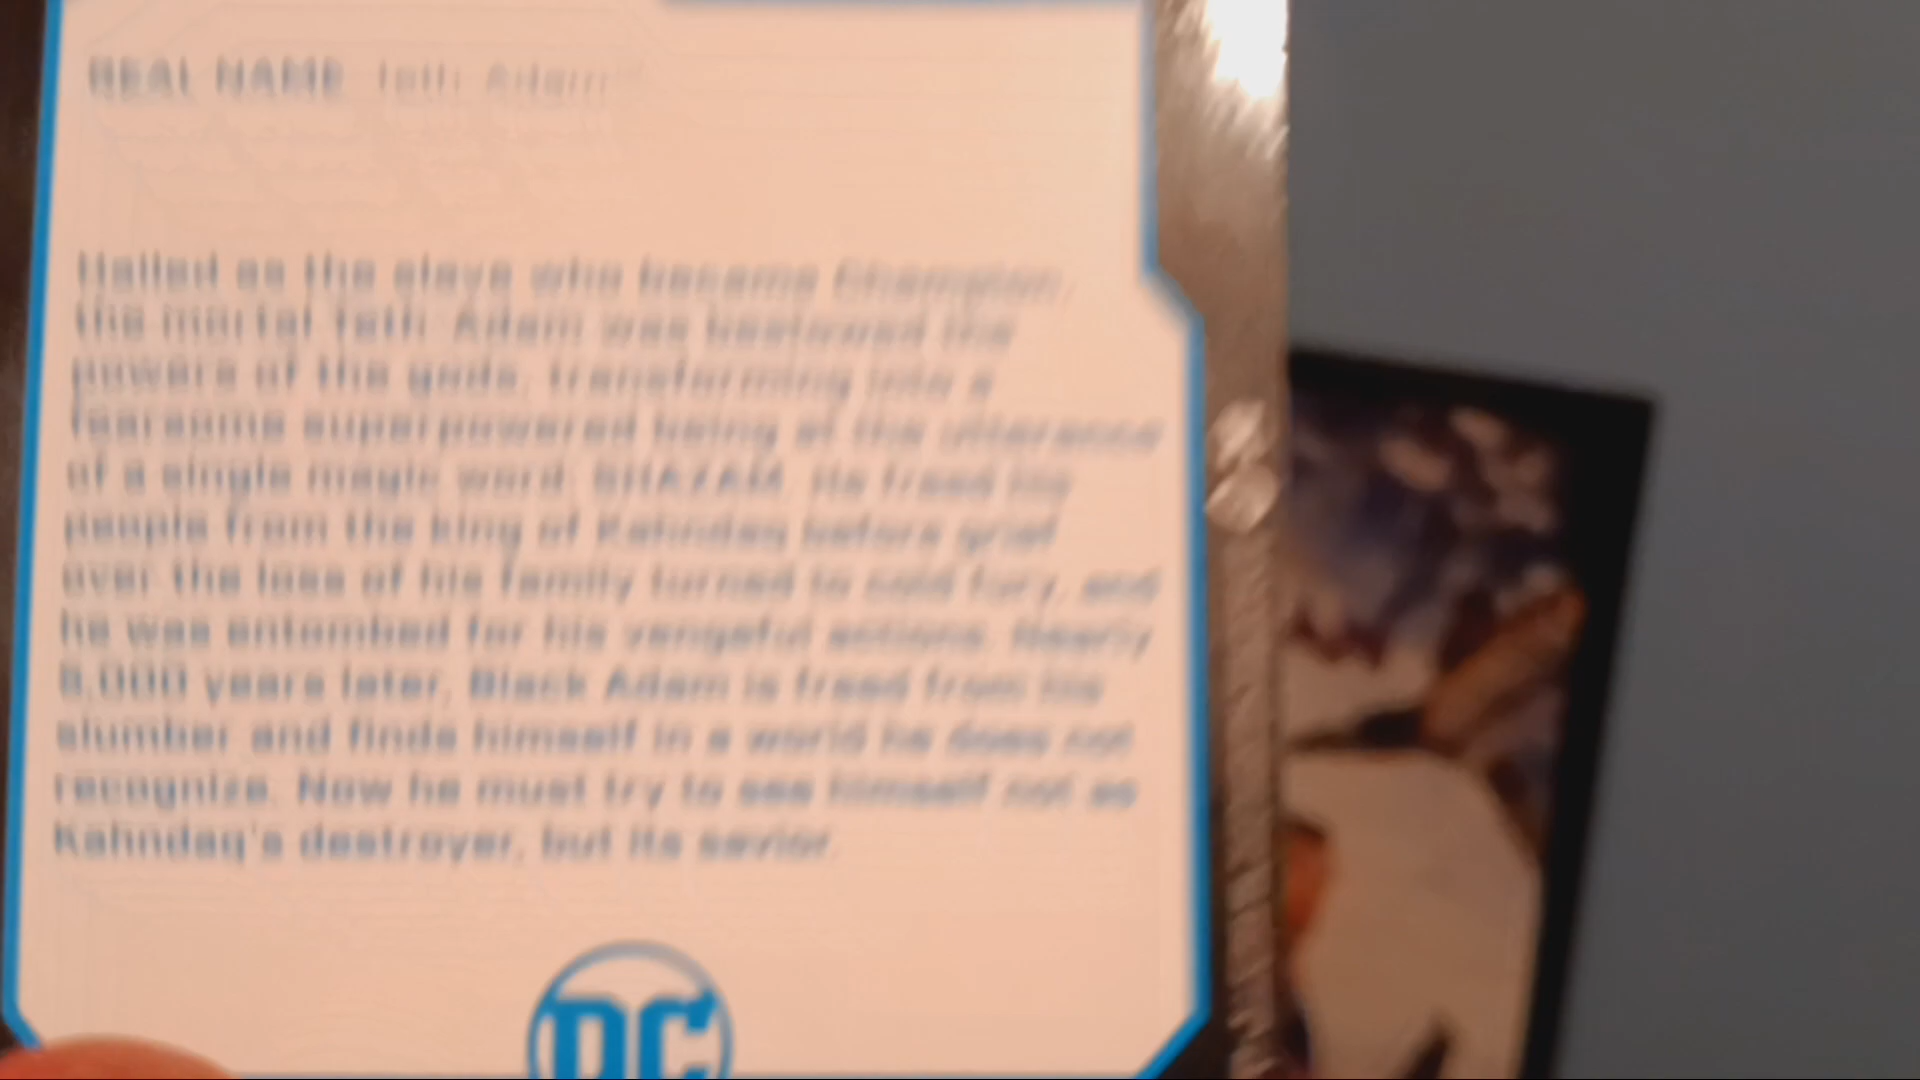 REAL NAME Teth Adam
Hailed as the slave who became Champion,
the mortal Teth Adam was bestowed the
powers of the gods, transforming into a
fearsome superpowered being at the utterance
of a single magic word: SHAZAM. He freed his
people from the king of Kahndaq before grief
over the loss of his family turned to cold fury, and
he was entombed for his vengeful actions. Nearly
years later, Black Adam is freed from his
slumber and finds himself in a world he does not
recognize. Now he must try to see himself not as
Kahndaq's destroyer, but its savior.
DC